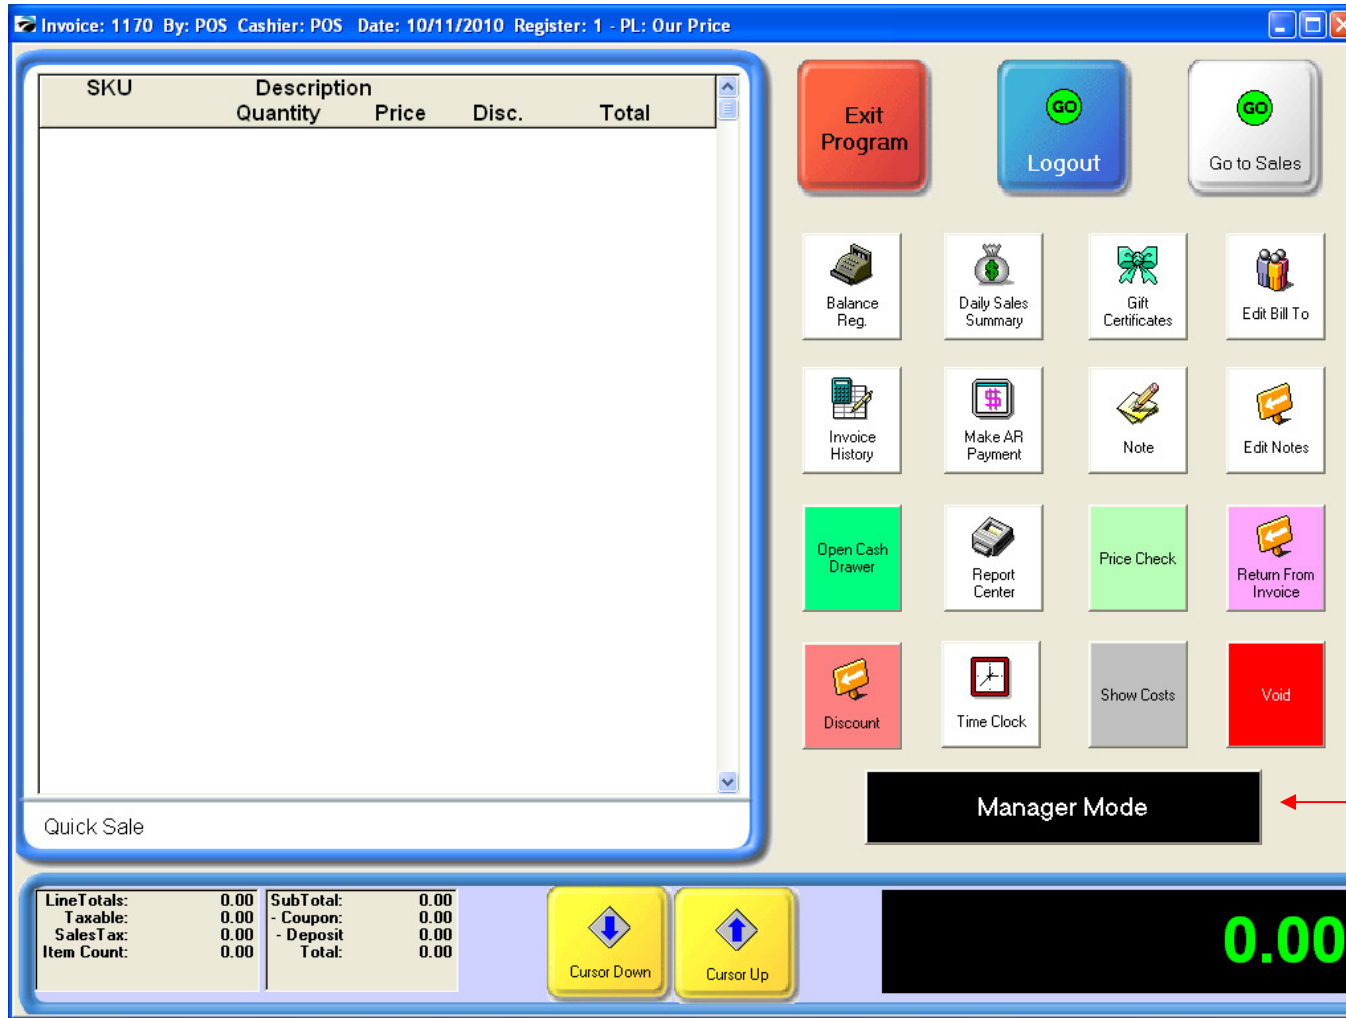 Invoice: 1170 By: POS Cashier: POS Date: 10/11/2010 Register: 1 - PL: Our Price
SKU Description
Quantity Price Disc. Total
Exit
Program
GO
Logout
GO
Go to Sales
Balance
Reg.
Daily Sales
Summary
Gift
Certificates
Edit Bill To
Invoice
History
Make AR
Payment
Note
Edit Notes
Open Cash
Drawer
Report
Center
Price Check
Return From
Invoice
Discount
Time Clock
Show Costs
Void
Manager Mode
Quick Sale
LineTotals: 0.00 SubTotal: 0.00
Taxable: 0.00 - Coupon: 0.00
SalesTax: 0.00 - Deposit 0.00
Item Count: 0.00 Total: 0.00
Cursor Down
Cursor Up
0.00